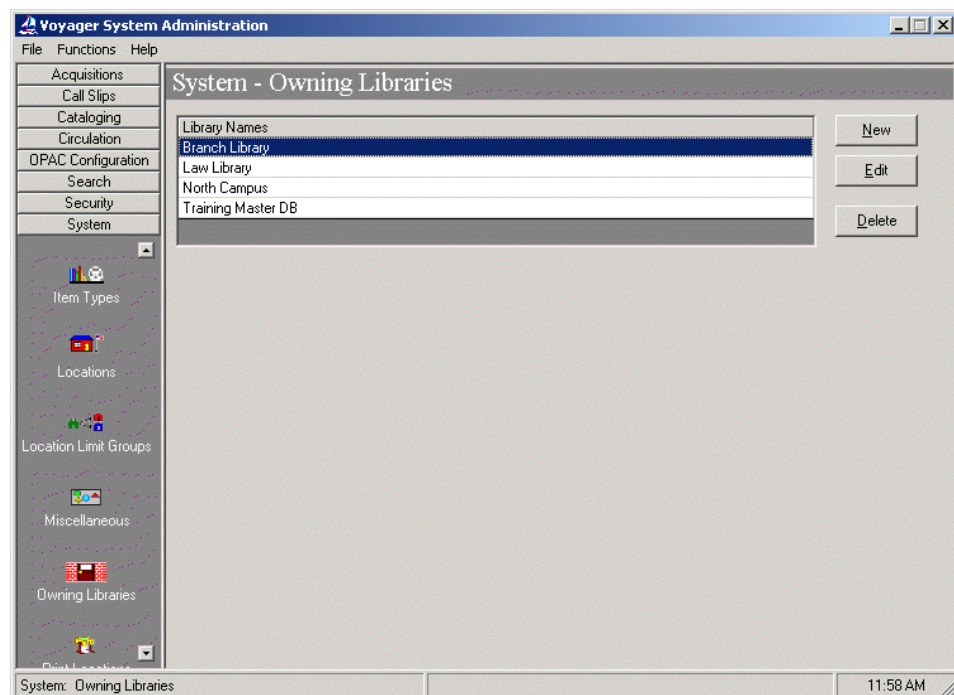 Voyager System Administration
File Functions Help
Acquisitions
Call Slips
Cataloging
Circulation
OPAC Configuration
Search
Security
System
Item Types
Locations
Location Limit Groups
Miscellaneous
Owning Libraries
Print Locations
System - Owning Libraries
Library Names
Branch Library
Law Library
North Campus
Training Master DB
New
Edit
Delete
System: Owning Libraries
11:58 AM